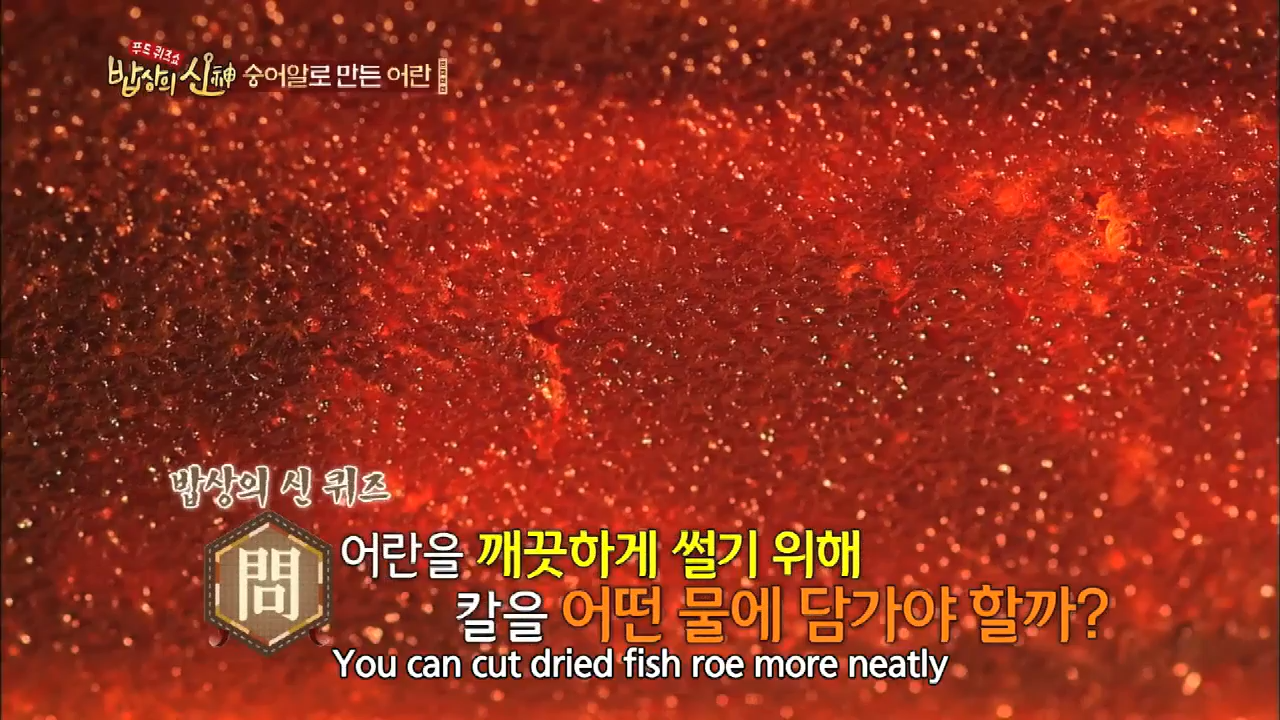 푸드 퀴즈쇼
밥상의 신神 숭어알로 만든 어란
밥상의 신 퀴즈
問 어란을 깨끗하게 썰기 위해
칼을 어떤 물에 담가야 할까?
You can cut dried fish roe more neatly